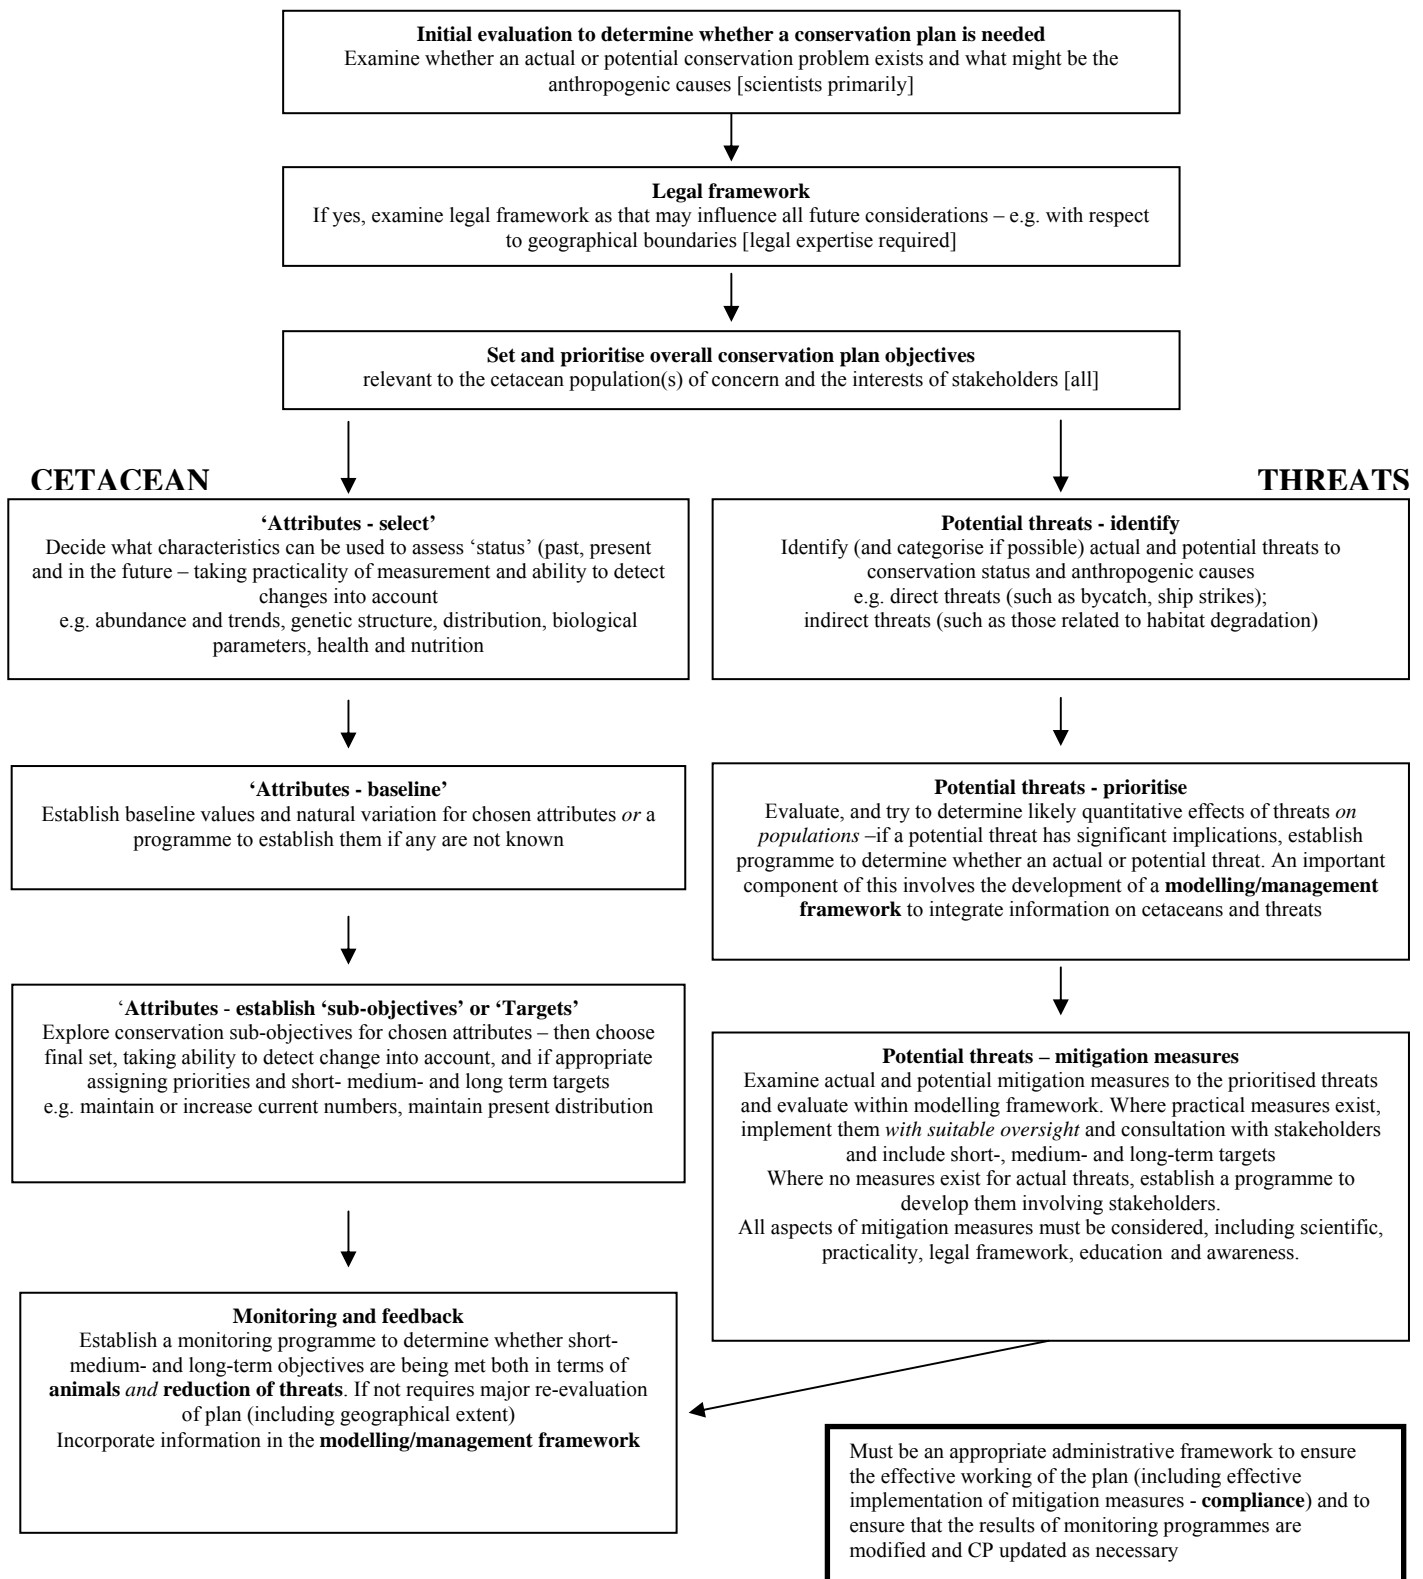 Initial evaluation to determine whether a conservation plan is needed
Examine whether an actual or potential conservation problem exists and what might be the
anthropogenic causes [scientists primarily]
Legal framework
If yes, examine legal framework as that may influence all future considerations – e.g. with respect
to geographical boundaries [legal expertise required]
Set and prioritise overall conservation plan objectives
relevant to the cetacean population(s) of concern and the interests of stakeholders [all]
CETACEAN
‘Attributes - select’
Decide what characteristics can be used to assess ‘status’ (past, present
and in the future – taking practicality of measurement and ability to detect
changes into account
e.g. abundance and trends, genetic structure, distribution, biological
parameters, health and nutrition
‘Attributes - baseline’
Establish baseline values and natural variation for chosen attributes or a
programme to establish them if any are not known
‘Attributes - establish ‘sub-objectives’ or ‘Targets’
Explore conservation sub-objectives for chosen attributes – then choose
final set, taking ability to detect change into account, and if appropriate
assigning priorities and short- medium- and long term targets
e.g. maintain or increase current numbers, maintain present distribution
Monitoring and feedback
Establish a monitoring programme to determine whether short-
medium- and long-term objectives are being met both in terms of
animals and reduction of threats. If not requires major re-evaluation
of plan (including geographical extent)
Incorporate information in the modelling/management framework
THREATS
Potential threats - identify
Identify (and categorise if possible) actual and potential threats to
conservation status and anthropogenic causes
e.g. direct threats (such as bycatch, ship strikes);
indirect threats (such as those related to habitat degradation)
Potential threats - prioritise
Evaluate, and try to determine likely quantitative effects of threats on
populations –if a potential threat has significant implications, establish
programme to determine whether an actual or potential threat. An important
component of this involves the development of a modelling/management
framework to integrate information on cetaceans and threats
Potential threats – mitigation measures
Examine actual and potential mitigation measures to the prioritised threats
and evaluate within modelling framework. Where practical measures exist,
implement them with suitable oversight and consultation with stakeholders
and include short-, medium- and long-term targets
Where no measures exist for actual threats, establish a programme to
develop them involving stakeholders.
All aspects of mitigation measures must be considered, including scientific,
practicality, legal framework, education and awareness.
Must be an appropriate administrative framework to ensure
the effective working of the plan (including effective
implementation of mitigation measures - compliance) and to
ensure that the results of monitoring programmes are
modified and CP updated as necessary